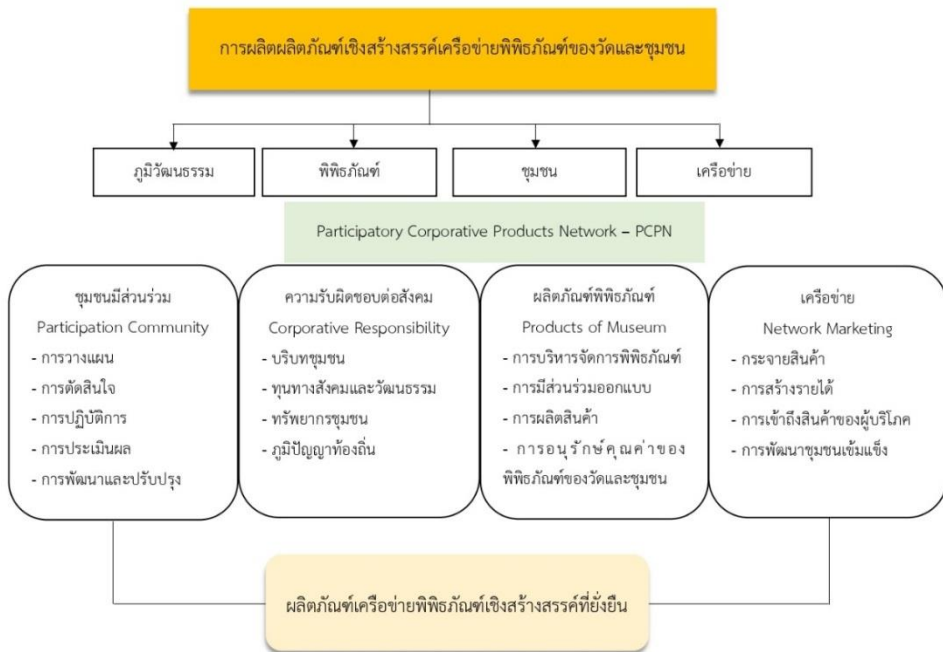 การผลิตผลิตภัณฑ์เชิงสร้างสรรค์เครือข่ายพิพิธภัณฑ์ของวัดและชุมชน
ภูมิวัฒนธรรม
พิพิธภัณฑ์
ชุมชน
เครือข่าย
Participatory Corporative Products Network – PCPN
ชุมชนมีส่วนร่วม
Participation Community
- การวางแผน
- การตัดสินใจ
- การปฏิบัติการ
- การประเมินผล
- การพัฒนาและปรับปรุง
ความรับผิดชอบต่อสังคม
Corporative Responsibility
- บริบทชุมชน
- ทุนทางสังคมและวัฒนธรรม
- ทรัพยากรชุมชน
- ภูมิปัญญาท้องถิ่น
ผลิตภัณฑ์พิพิธภัณฑ์
Products of Museum
- การบริหารจัดการพิพิธภัณฑ์
- การมีส่วนร่วมออกแบบ
- การผลิตสินค้า
- การอนุรักษ์คุณค่าของ
พิพิธภัณฑ์ของวัดและชุมชน
เครือข่าย
Network Marketing
- กระจายสินค้า
- การสร้างรายได้
- การเข้าถึงสินค้าของผู้บริโภค
- การพัฒนาชุมชนเข้มแข็ง
ผลิตภัณฑ์เครือข่ายพิพิธภัณฑ์เชิงสร้างสรรค์ที่ยั่งยืน